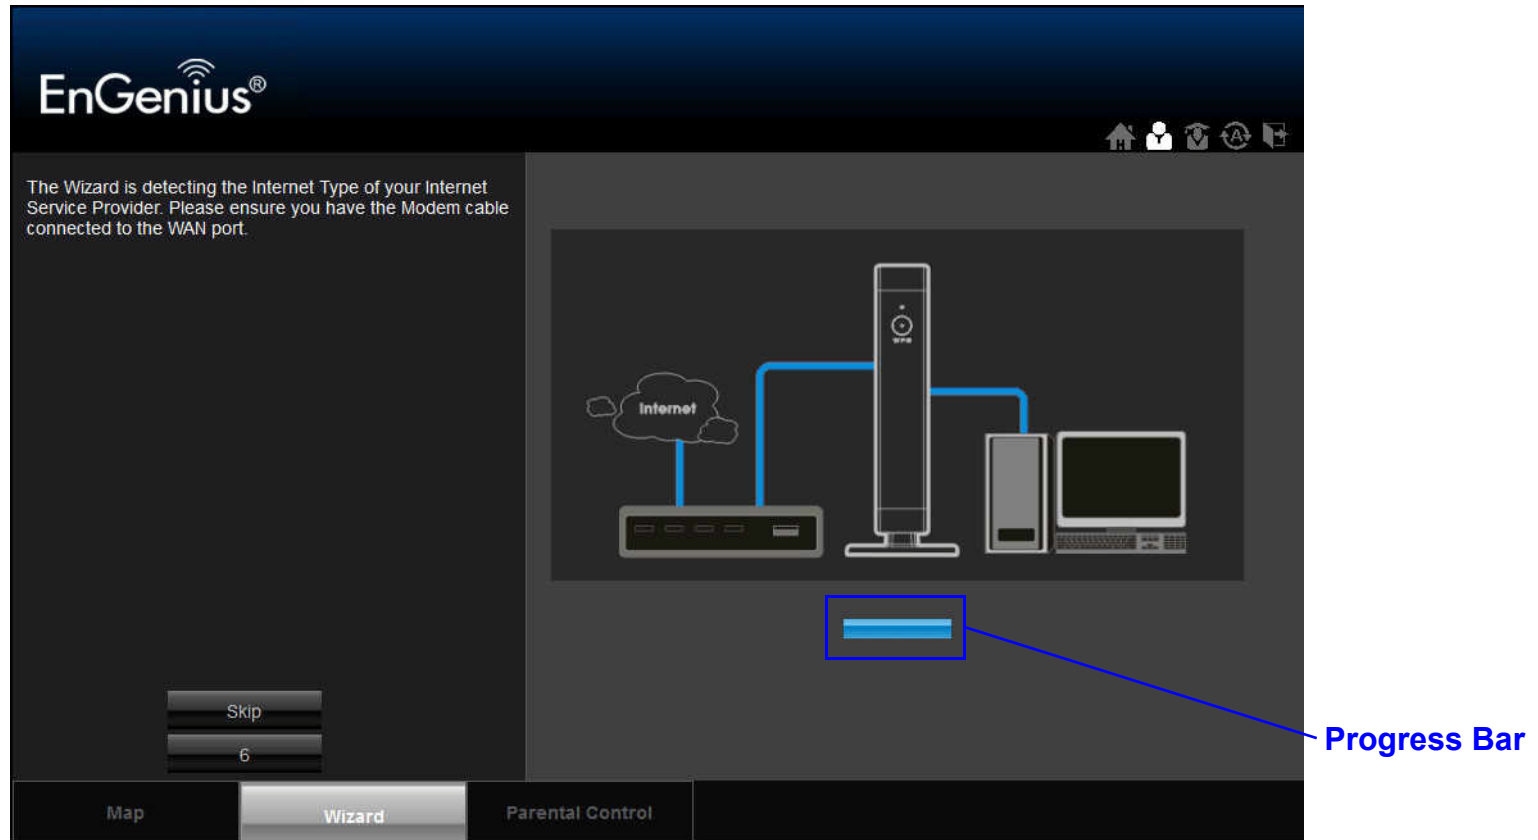 EnGenius®
The Wizard is detecting the Internet Type of your Internet
Service Provider. Please ensure you have the Modem cable
connected to the WAN port.
WPS
Internet
Skip
6
Progress Bar
Map
Wizard
Parental Control